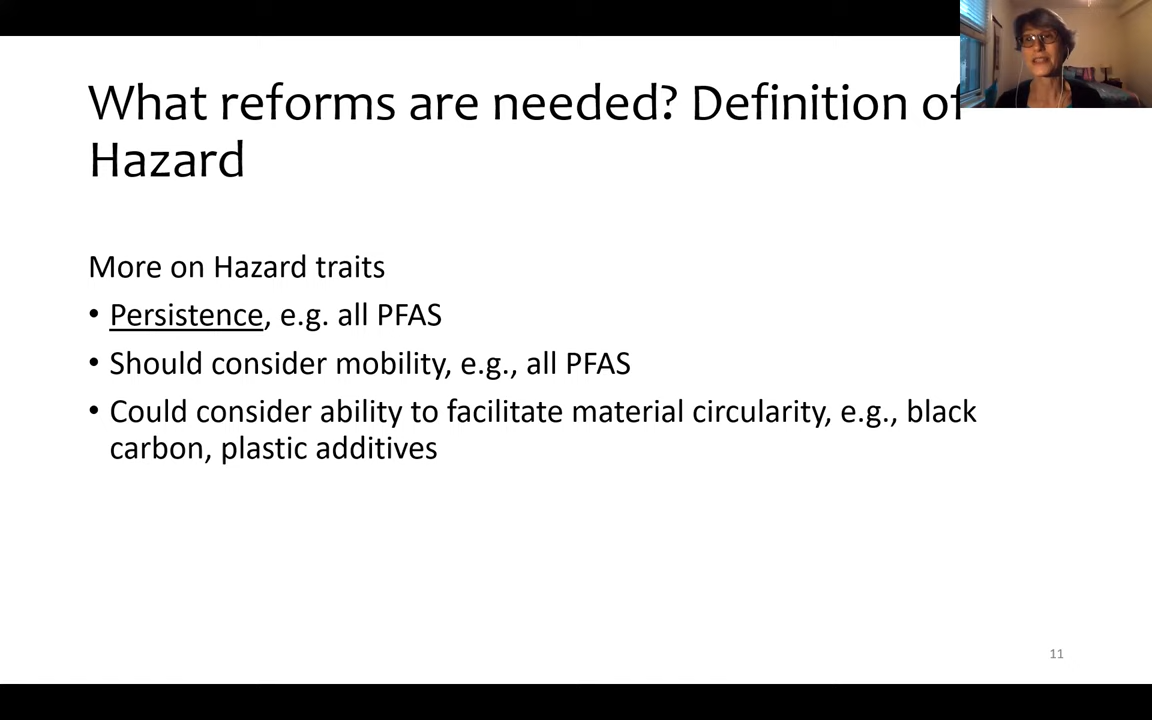 What reforms are needed? Definition of
Hazard
More on Hazard traits
• Persistence, e.g. all PFAS
• Should consider mobility, e.g., all PFAS
• Could consider ability to facilitate material circularity, e.g., black
carbon, plastic additives
11